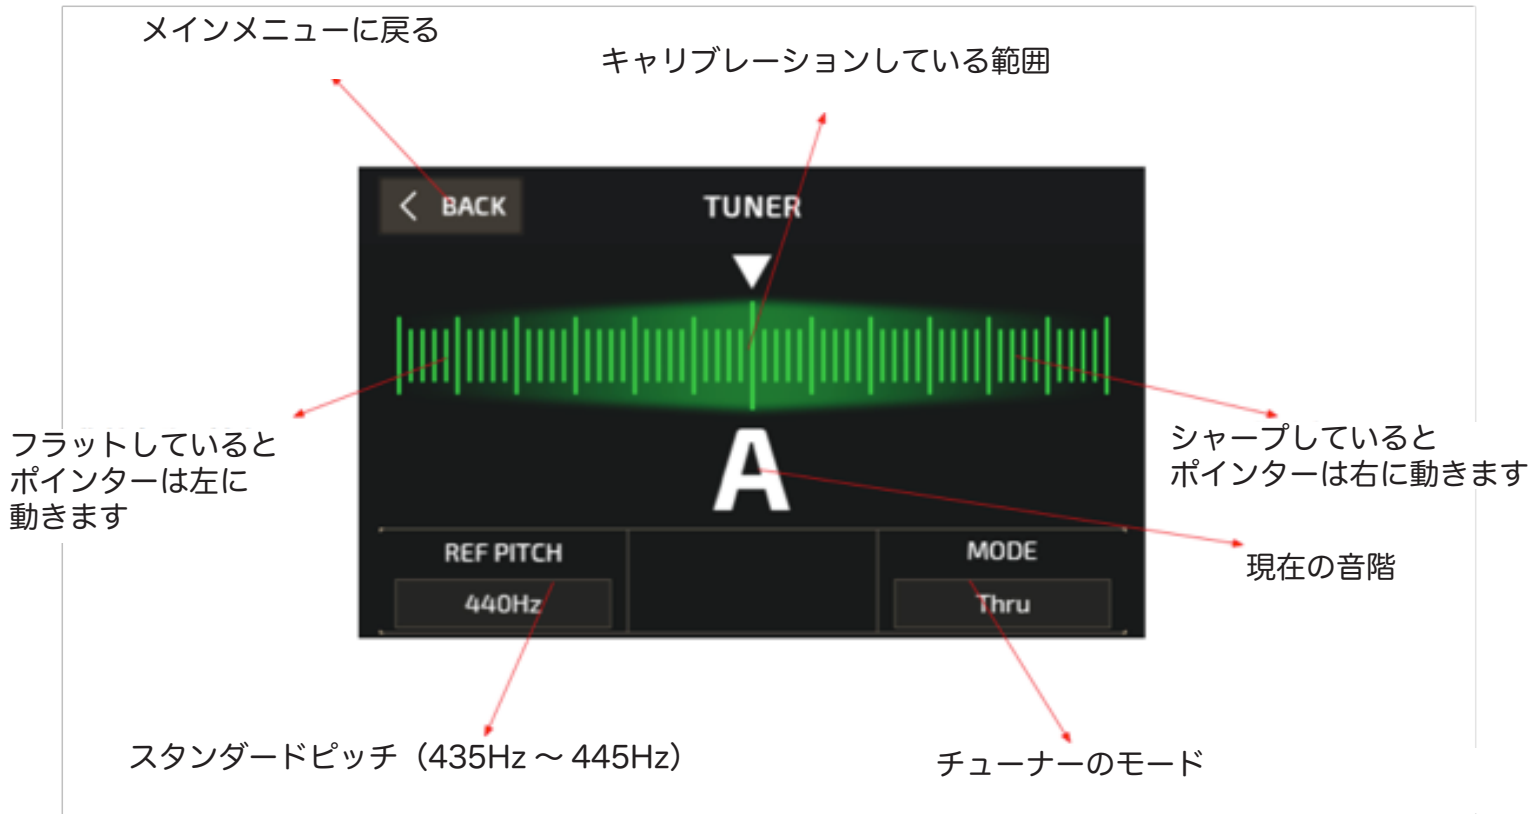 メインメニューに戻る
キャリブレーションしている範囲
BACK
TUNER
フラットしていると
ポインターは左に
動きます
シャープしていると
ポインターは右に動きます
A
REF PITCH
MODE
現在の音階
440Hz
Thru
スタンダードピッチ（435Hz ～ 445Hz）
チューナーのモード